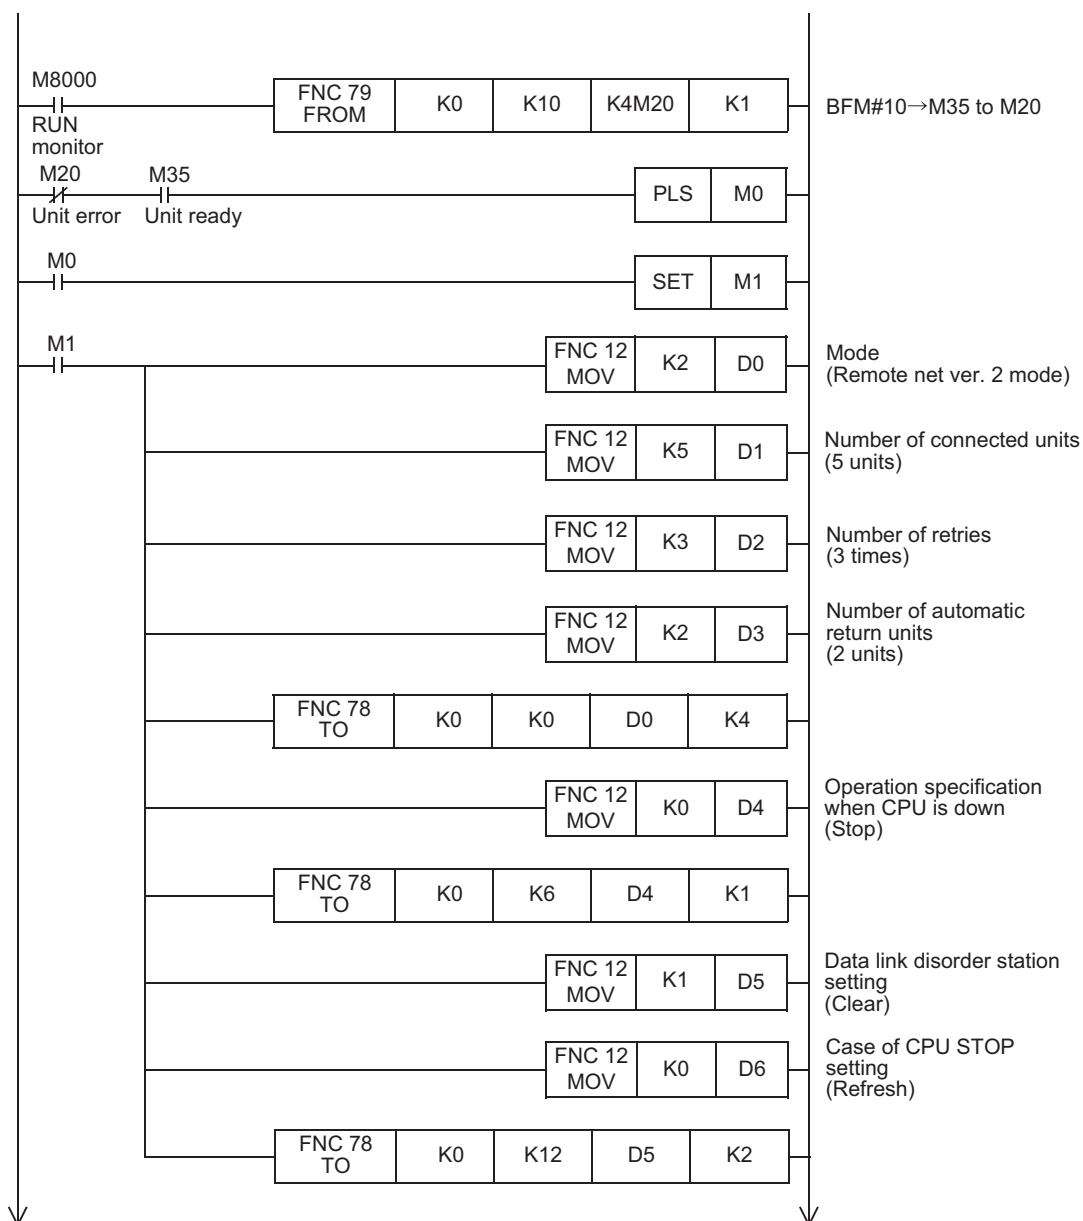 M8000
RUN
monitor
FNC 79
FROM
K0
K10
K4M20
K1
BFM#10→M35 to M20
M20
Unit error
M35
Unit ready
PLS
M0
M0
SET
M1
M1
FNC 12
MOV
K2
D0
Mode
(Remote net ver. 2 mode)
FNC 12
MOV
K5
D1
Number of connected units
(5 units)
FNC 12
MOV
K3
D2
Number of retries
(3 times)
FNC 12
MOV
K2
D3
Number of automatic
return units
(2 units)
FNC 78
TO
K0
K0
D0
K4
FNC 12
MOV
K0
D4
Operation specification
when CPU is down
(Stop)
FNC 78
TO
K0
K6
D4
K1
FNC 12
MOV
K1
D5
Data link disorder station
setting
(Clear)
FNC 12
MOV
K0
D6
Case of CPU STOP
setting
(Refresh)
FNC 78
TO
K0
K12
D5
K2